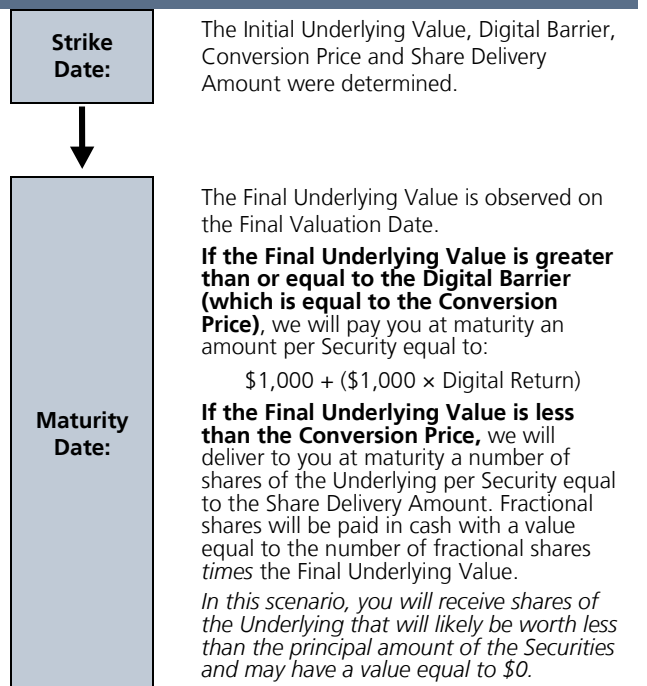 Strike
Date:
The Initial Underlying Value, Digital Barrier,
Conversion Price and Share Delivery
Amount were determined.
Maturity
Date:
The Final Underlying Value is observed on
the Final Valuation Date.
If the Final Underlying Value is greater
than or equal to the Digital Barrier
(which is equal to the Conversion
Price), we will pay you at maturity an
amount per Security equal to:
$1,000 + ($1,000 × Digital Return)
If the Final Underlying Value is less
than the Conversion Price, we will
deliver to you at maturity a number of
shares of the Underlying per Security equal
to the Share Delivery Amount. Fractional
shares will be paid in cash with a value
equal to the number of fractional shares
times the Final Underlying Value.
In this scenario, you will receive shares of
the Underlying that will likely be worth less
than the principal amount of the Securities
and may have a value equal to $0.